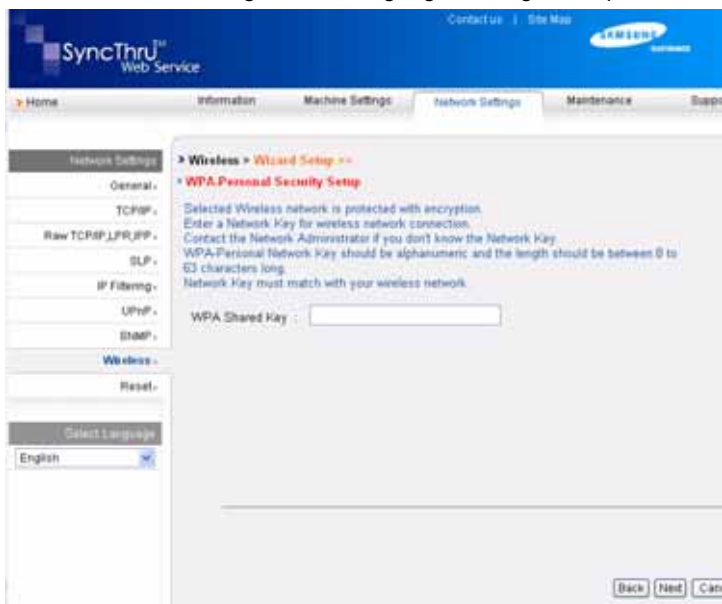 Contact us | Site Map
SAMSUNG
SyncThru™
Web Service
> Home
Information
Machine Settings
Network Settings
Maintenance
Suppo
Network Settings
General
TCP/IP
Raw TCP/IP,LPR,IPP
SLP
IP Filtering
UPnP
SNMP
Wireless
Reset
Select Language
English
> Wireless > Wizard Setup >>
WPA-Personal Security Setup
Selected Wireless network is protected with encryption.
Enter a Network Key for wireless network connection.
Contact the Network Administrator if you don't know the Network Key.
WPA-Personal Network Key should be alphanumeric and the length should be between 8 to
63 characters long.
Network Key must match with your wireless network.
WPA Shared Key :
Back Next Canc